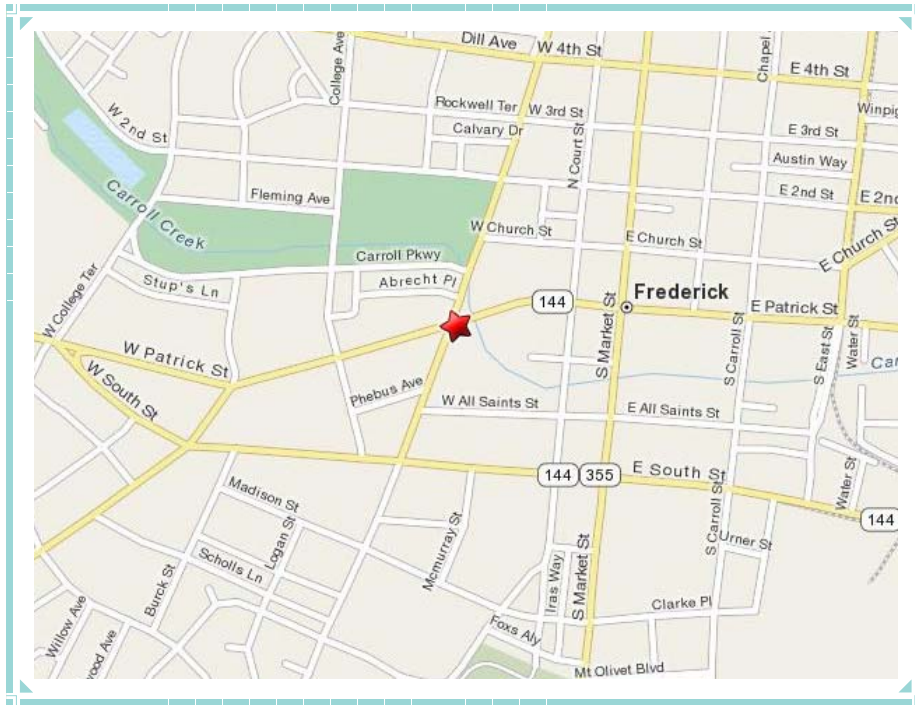 Dill Ave
W 4th St
E 4th St
Chapel
College Ave
Rockwell Ter
W 3rd St
Winpig
W 2nd St
Calvary Dr
E 3rd St
N Court St
Austin Way
E 2nd St
E 2nd
Fleming Ave
Carroll Creek
W Church St
E Church St
E Church St
Carroll Pkwy
Abrecht Pl
Stup's Ln
W College Ter
144
Frederick
E Patrick St
S Market St
S Carroll St
S East St
Water St
W Patrick St
Car
W South St
Phebus Ave
W All Saints St
E All Saints St
144
355
E South St
Water St
Madison St
144
S Carroll St
Logan St
Mcmurray St
Urner St
Scholls Ln
Burck St
Iras Way
S Market St
Clarke Pl
Willow Ave
wood Ave
Foxs Aly
Mt Olivet Blvd